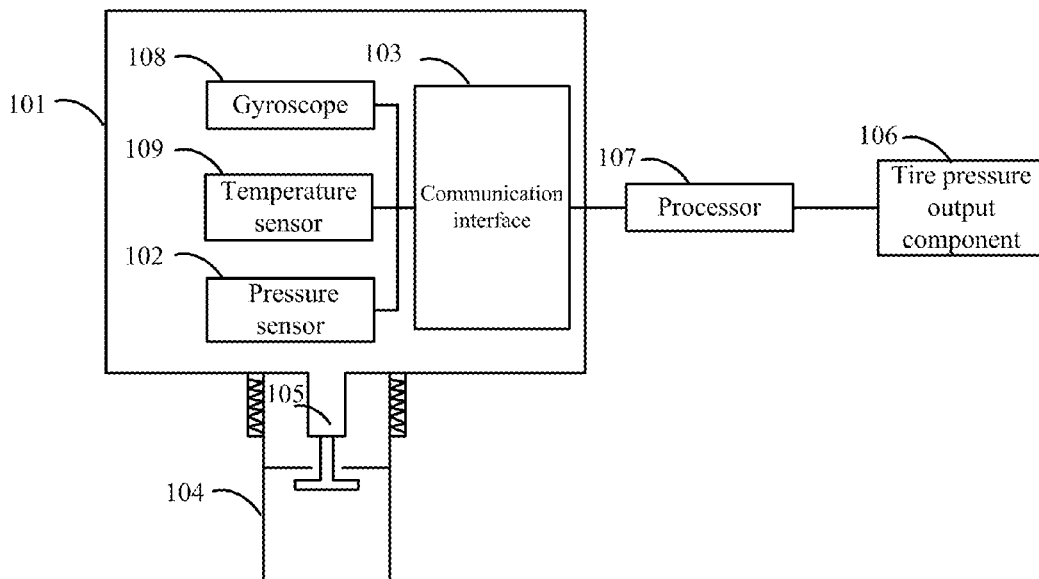 108
103
Gyroscope
101
109
106
107
Temperature
sensor
Communication
interface
Processor
Tire pressure
output
component
102
Pressure
sensor
105
104